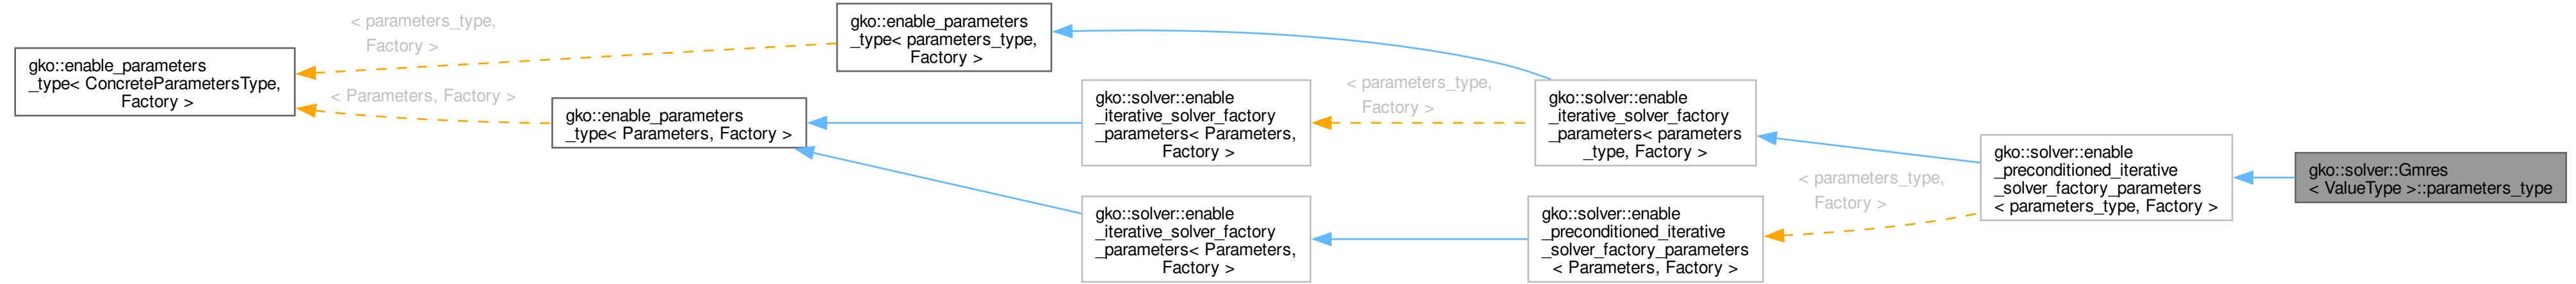 gko::enable_parameters
_type< ConcreteParametersType,
Factory >
< parameters_type,
Factory >
< Parameters, Factory >
gko::enable_parameters
_type< parameters_type,
Factory >
gko::enable_parameters
_type< Parameters, Factory >
gko::solver::enable
_iterative_solver_factory
_parameters< Parameters,
Factory >
gko::solver::enable
_iterative_solver_factory
_parameters< Parameters,
Factory >
< parameters_type,
Factory >
gko::solver::enable
_iterative_solver_factory
_parameters< parameters
_type, Factory >
gko::solver::enable
_preconditioned_iterative
_solver_factory_parameters
< Parameters, Factory >
< parameters_type,
Factory >
gko::solver::enable
_preconditioned_iterative
_solver_factory_parameters
< parameters_type, Factory >
gko::solver::Gmres
< ValueType >::parameters_type